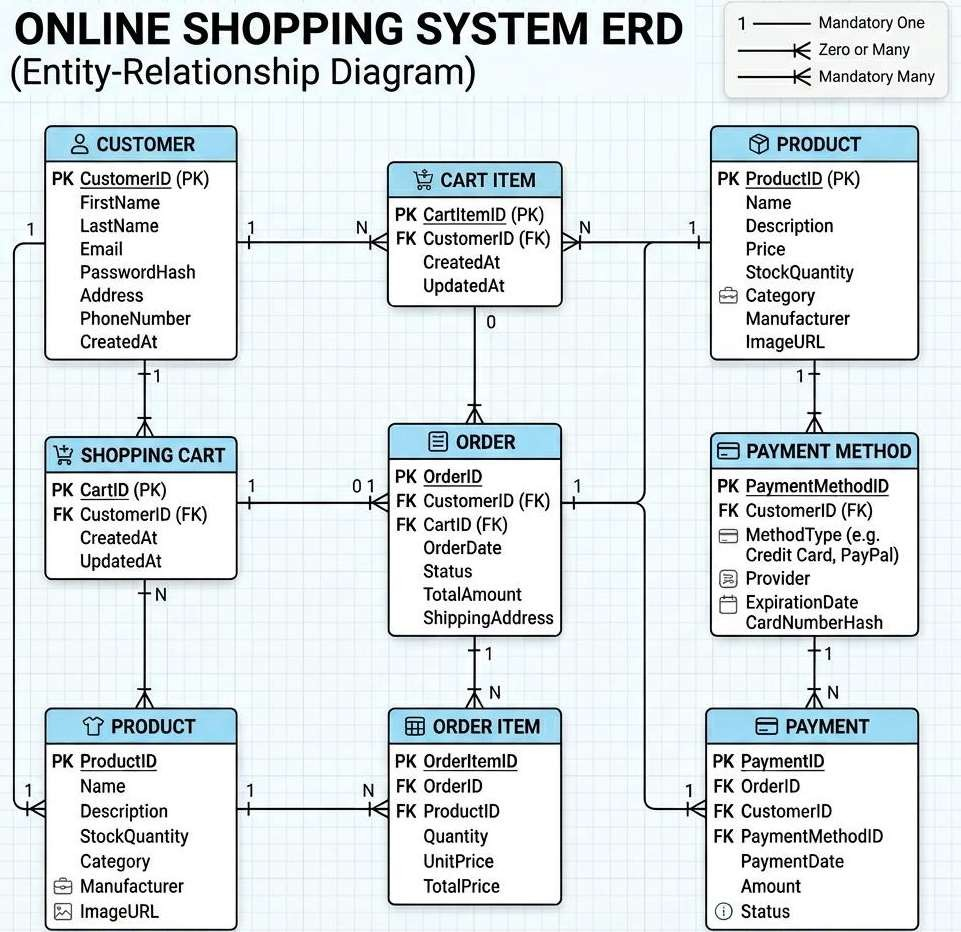 ONLINE SHOPPING SYSTEM ERD
(Entity-Relationship Diagram)
1 Mandatory One
Zero or Many
Mandatory Many
CUSTOMER
PK CustomerID (PK)
FirstName
LastName
Email
PasswordHash
Address
PhoneNumber
CreatedAt
1
1
N
1
CART ITEM
PK CartItemID (PK)
FK CustomerID (FK)
CreatedAt
UpdatedAt
N
1
0
PRODUCT
PK ProductID (PK)
Name
Description
Price
StockQuantity
Category
Manufacturer
ImageURL
1
SHOPPING CART
PK CartID (PK)
FK CustomerID (FK)
CreatedAt
UpdatedAt
1
0 1
N
ORDER
PK OrderID
FK CustomerID (FK)
FK CartID (FK)
OrderDate
Status
TotalAmount
ShippingAddress
1
1
N
PAYMENT METHOD
PK PaymentMethodID
FK CustomerID (FK)
MethodType (e.g.
Credit Card, PayPal)
Provider
ExpirationDate
CardNumberHash
1
N
PRODUCT
PK ProductID
Name
Description
StockQuantity
Category
Manufacturer
ImageURL
1
1
N
ORDER ITEM
PK OrderItemID
FK OrderID
FK ProductID
Quantity
UnitPrice
TotalPrice
1
PAYMENT
PK PaymentID
FK OrderID
FK CustomerID
FK PaymentMethodID
PaymentDate
Amount
Status